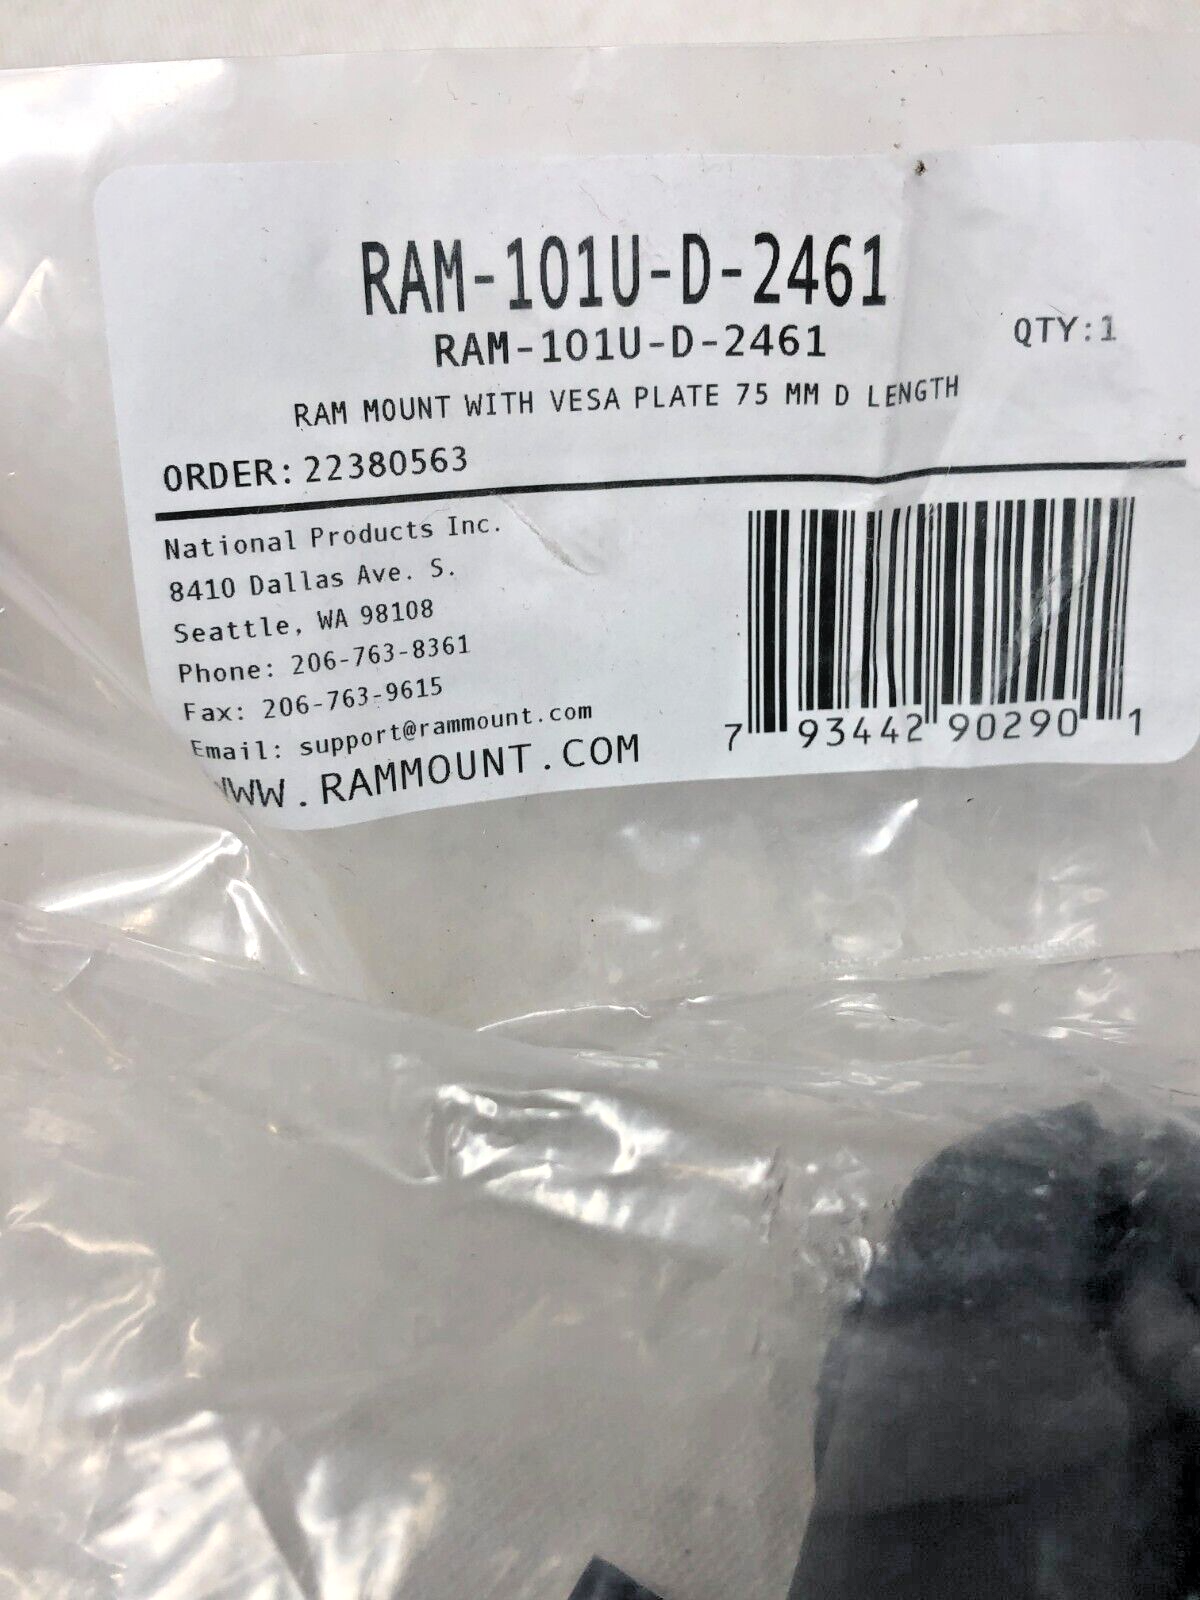 RAM-101U-D-2461
RAM-101U-D-2461
QTY:1
RAM MOUNT WITH VESA PLATE 75 MM D LENGTH
ORDER: 22380563
National Products Inc.
8410 Dallas Ave. S.
Seattle, WA 98108
Phone: 206-763-8361
Fax: 206-763-9615
Email: support@rammount.com
WWW.RAMMOUNT.COM
7 93442 90290 1